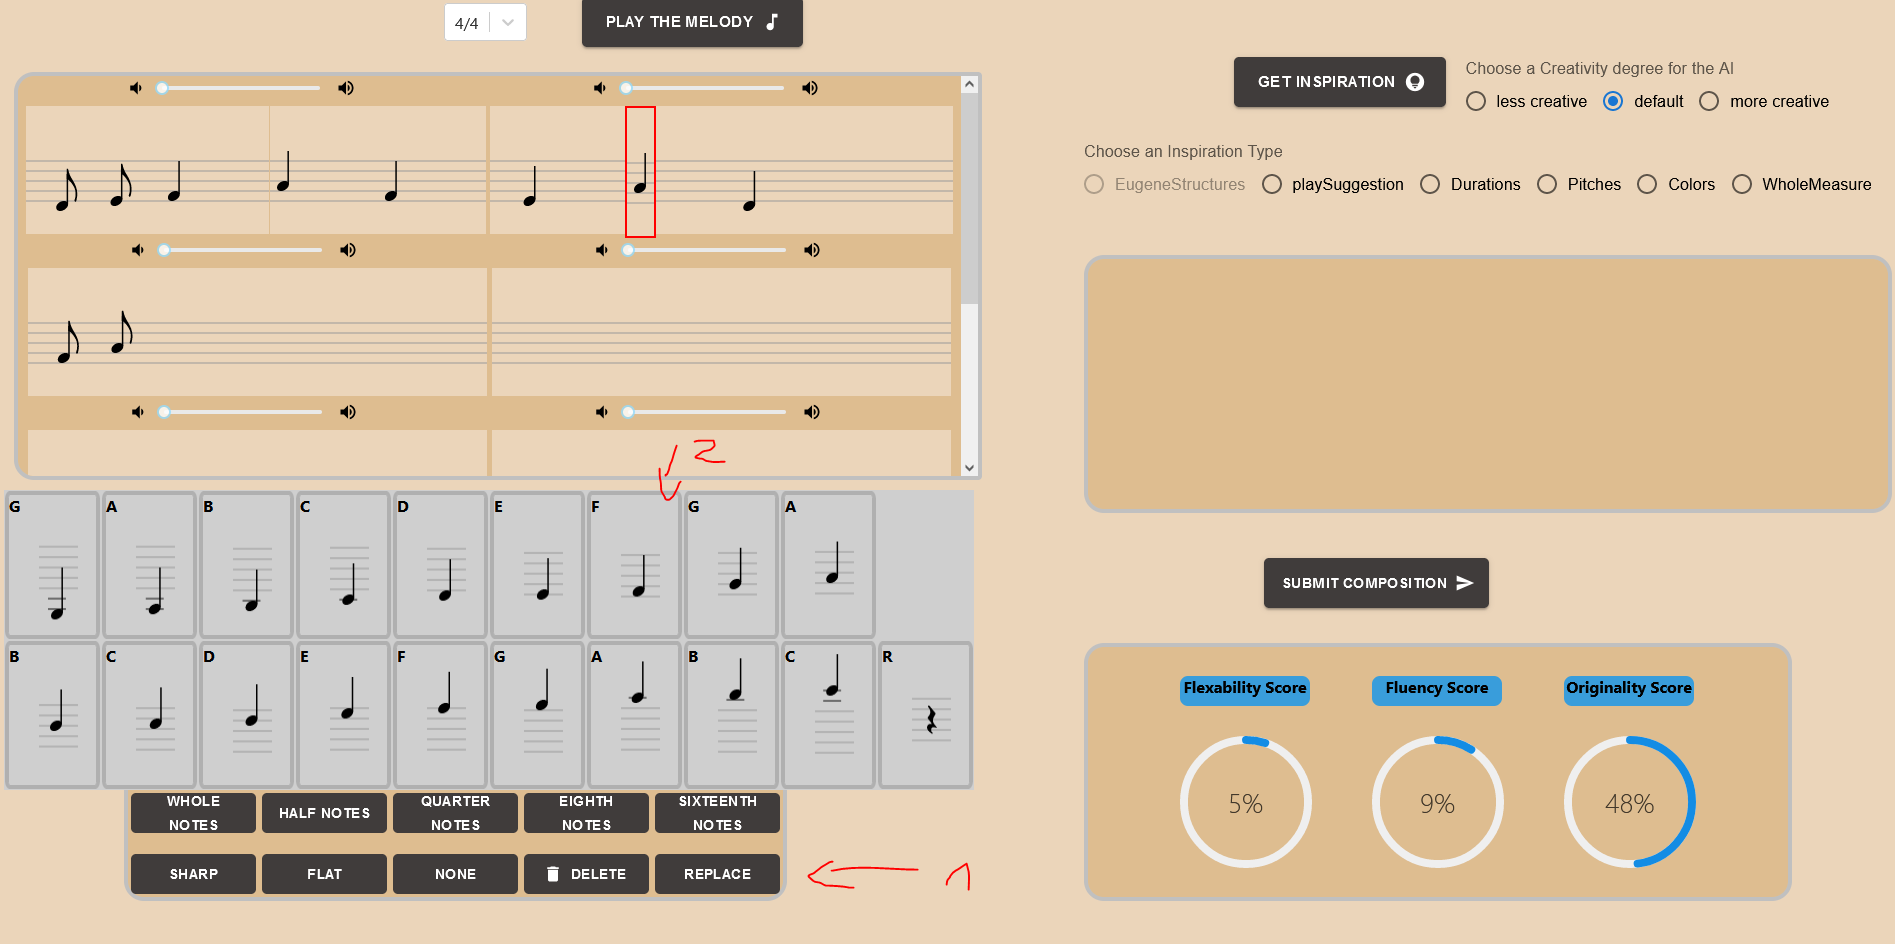 4/4
PLAY THE MELODY
GET INSPIRATION
Choose a Creativity degree for the AI
less creative default more creative
Choose an Inspiration Type
EugeneStructures playSuggestion Durations Pitches Colors WholeMeasure
2
G A B C D E F G A
B C D E F G A B C R
WHOLE NOTES
HALF NOTES
QUARTER NOTES
EIGHTH NOTES
SIXTEENTH NOTES
SHARP FLAT NONE DELETE REPLACE
1
SUBMIT COMPOSITION
Flexability Score Fluency Score Originality Score
5% 9% 48%